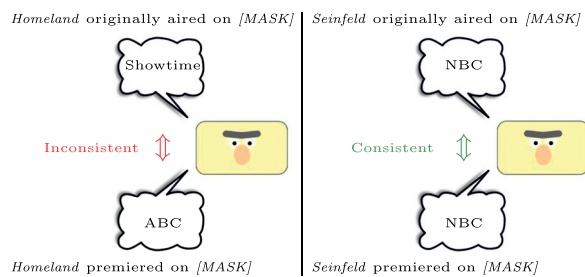 Homeland originally aired on [MASK]
Showtime
Inconsistent
ABC
Homeland premiered on [MASK]
Seinfeld originally aired on [MASK]
NBC
Consistent
NBC
Seinfeld premiered on [MASK]